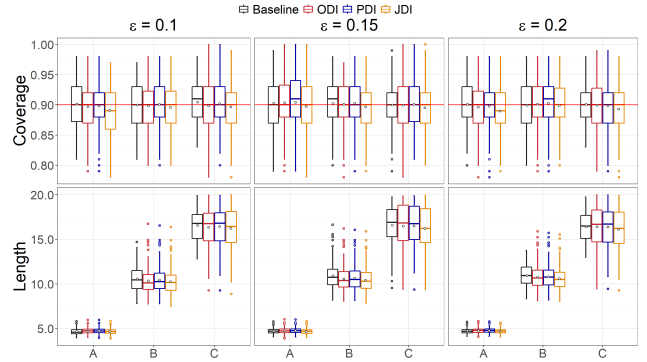 Baseline ODI PDI JDI
ε = 0.1 ε = 0.15 ε = 0.2
Coverage
1.00
0.95
0.90
0.85
0.80
Length
20.0
15.0
10.0
5.0
A B C A B C A B C